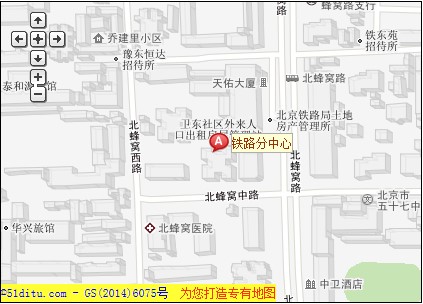 蜂窝路支行
乔建里小区
铁东苑
招待所
豫东恒达
招待所
天佑大厦
北蜂窝路
泰和
旅馆
卫东社区外来人
口出租房屋管理站
北京铁路局土地
房产管理所
A
铁路分中心
北蜂窝西路
北蜂窝路
北蜂窝中路
北京市
五十七中
华兴旅馆
北蜂窝医院
中卫酒店
©51ditu.com - GS(2014)6075号
为您打造专有地图